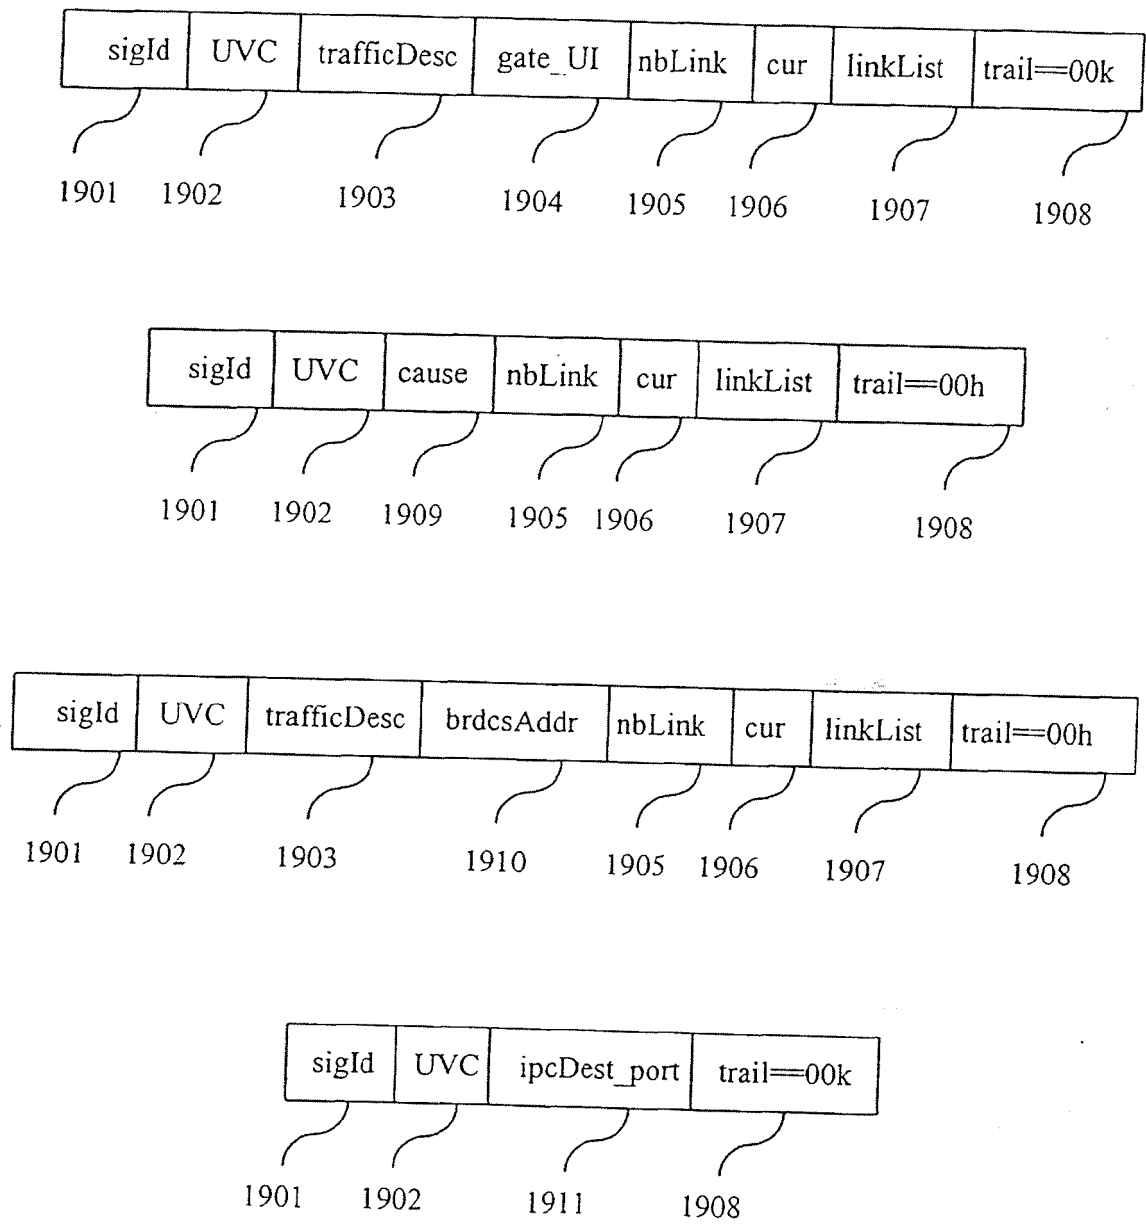 sigId UVC trafficDesc gate_UI nbLink cur linkList trail==00k
1901 1902 1903 1904 1905 1906 1907 1908
sigId UVC cause nbLink cur linkList trail==00h
1901 1902 1909 1905 1906 1907 1908
sigId UVC trafficDesc brdcsAddr nbLink cur linkList trail==00h
1901 1902 1903 1910 1905 1906 1907 1908
sigId UVC ipcDest_port trail==00k
1901 1902 1911 1908